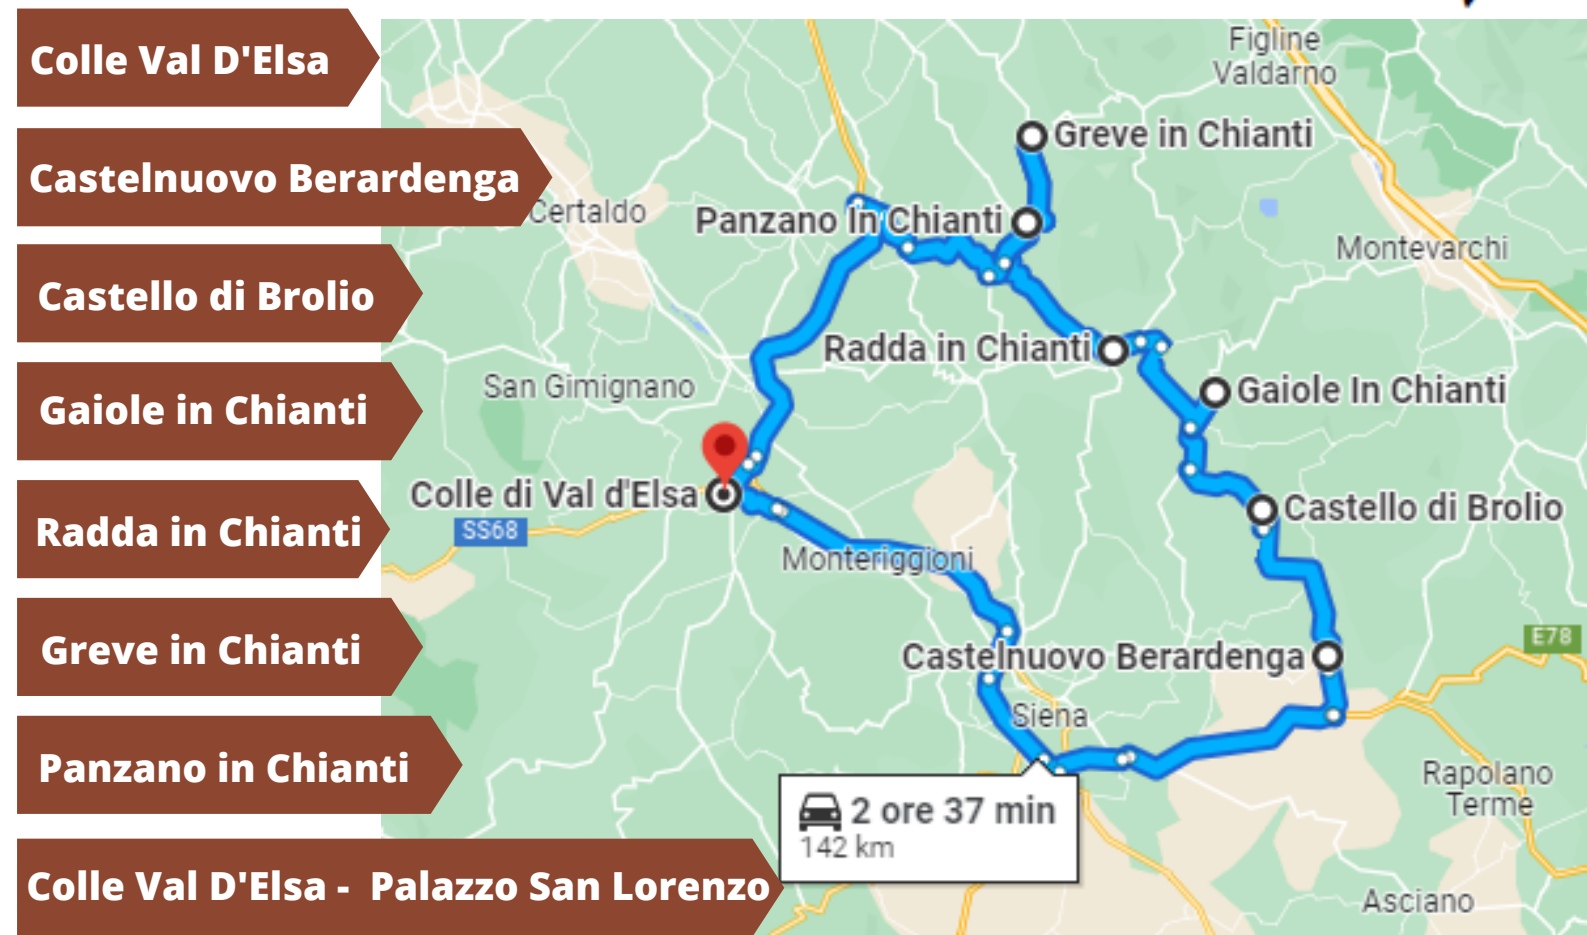 Colle Val D'Elsa
Castelnuovo Berardenga
Castello di Brolio
Gaiole in Chianti
Radda in Chianti
Greve in Chianti
Panzano in Chianti
Colle Val D'Elsa - Palazzo San Lorenzo
Figline
Valdarno
Greve in Chianti
Certaldo
Panzano In Chianti
Montevarchi
Radda in Chianti
San Gimignano
Gaiole In Chianti
Colle di Val d'Elsa
Castello di Brolio
SS68
Monteriggioni
E78
Castelnuovo Berardenga
Siena
Rapolano
Terme
2 ore 37 min
142 km
Asciano